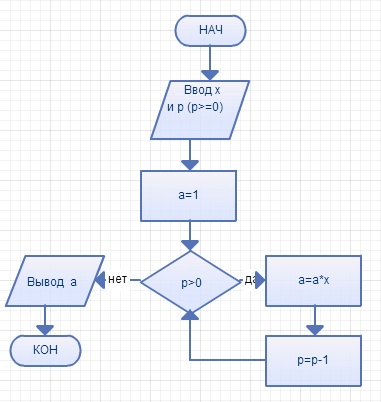 НАЧ
Ввод x
и p (p>=0)
a=1
p>0
нет
да
Вывод a
a=a*x
КОН
p=p-1